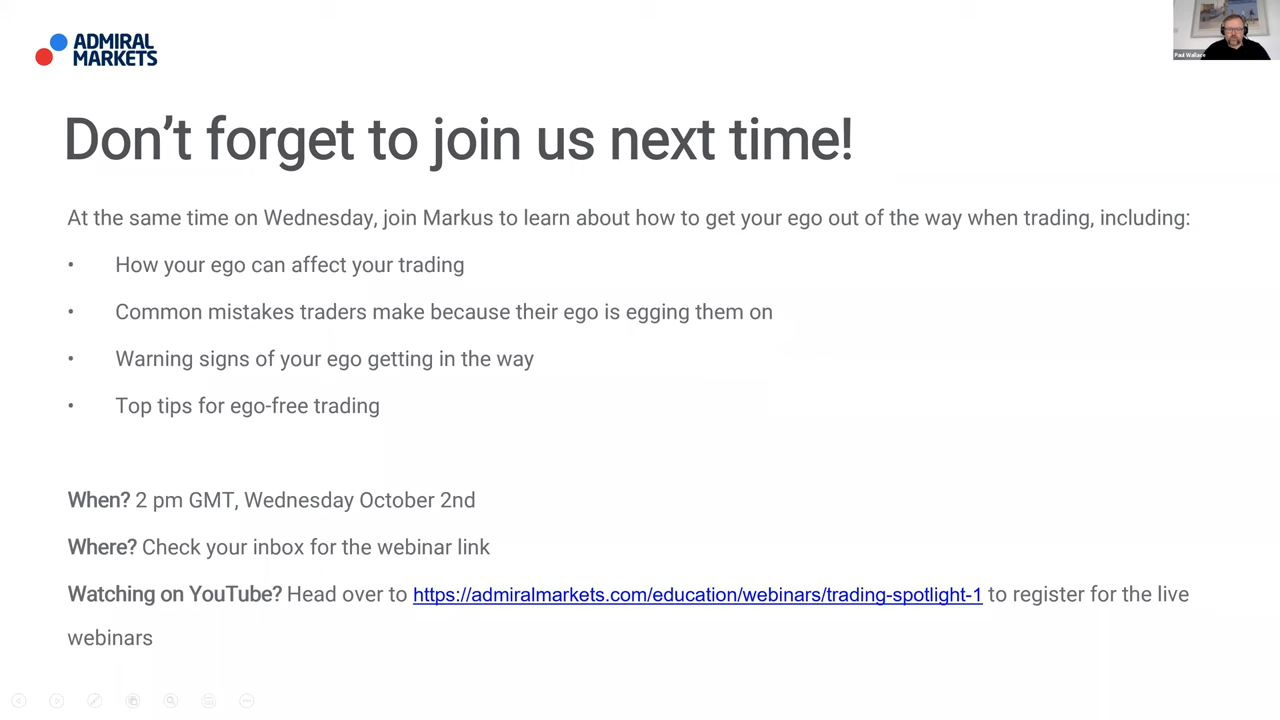 ADMIRAL
MARKETS
Paul Wallace
Don't forget to join us next time!
At the same time on Wednesday, join Markus to learn about how to get your ego out of the way when trading, including:
• How your ego can affect your trading
• Common mistakes traders make because their ego is egging them on
• Warning signs of your ego getting in the way
• Top tips for ego-free trading
When? 2 pm GMT, Wednesday October 2nd
Where? Check your inbox for the webinar link
Watching on YouTube? Head over to https://admiralmarkets.com/education/webinars/trading-spotlight-1 to register for the live
webinars